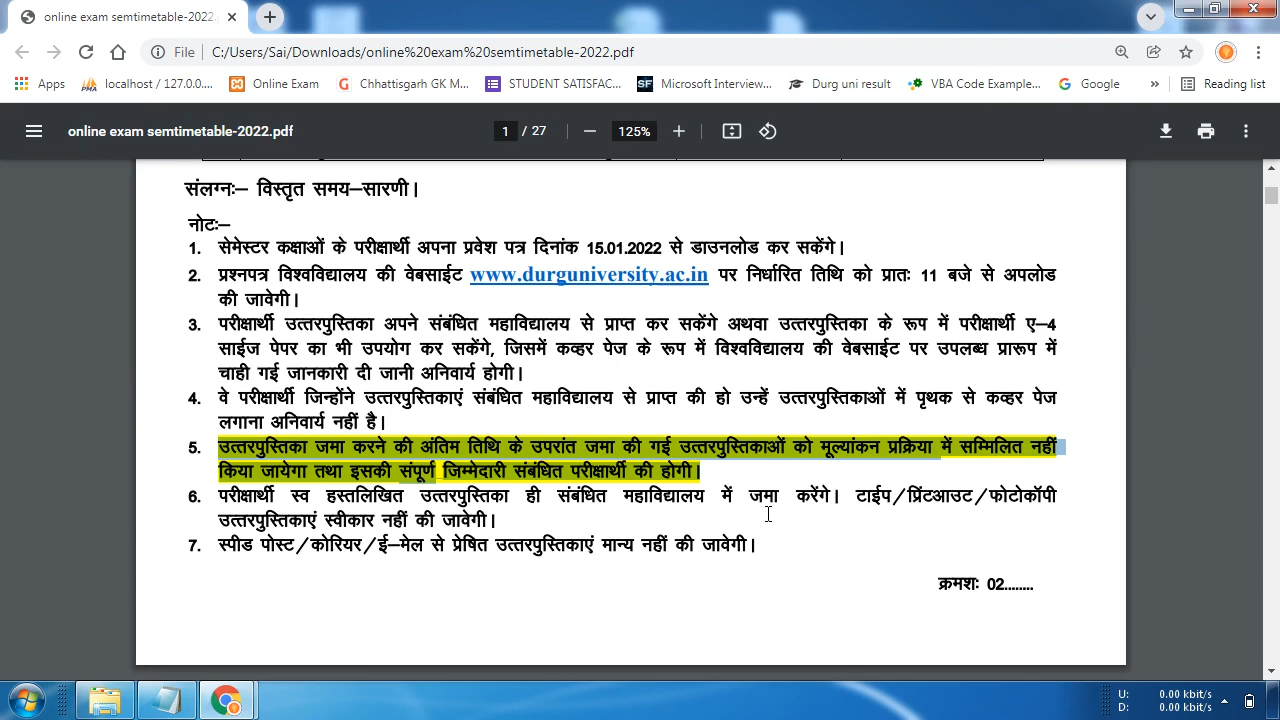 online exam semtimetable-2022.
File C:/Users/Sai/Downloads/online%20exam%20semtimetable-2022.pdf
Apps localhost / 127.0.0... Online Exam Chhattisgarh GK M... STUDENT SATISFAC... Microsoft Interview... Durg uni result VBA Code Example... Google » Reading list
online exam semtimetable-2022.pdf 1 / 27 125%
संलग्नः– विस्तृत समय–सारणी।
नोटः–
1. सेमेस्टर कक्षाओं के परीक्षार्थी अपना प्रवेश पत्र दिनांक 15.01.2022 से डाउनलोड कर सकेंगे।
2. प्रश्नपत्र विश्वविद्यालय की वेबसाईट www.durguniversity.ac.in पर निर्धारित तिथि को प्रातः 11 बजे से अपलोड
की जावेगी।
3. परीक्षार्थी उत्तरपुस्तिका अपने संबंधित महाविद्यालय से प्राप्त कर सकेंगे अथवा उत्तरपुस्तिका के रूप में परीक्षार्थी ए–4
साईज पेपर का भी उपयोग कर सकेंगे, जिसमें कव्हर पेज के रूप में विश्वविद्यालय की वेबसाईट पर उपलब्ध प्रारूप में
चाही गई जानकारी दी जानी अनिवार्य होगी।
4. वे परीक्षार्थी जिन्होंने उत्तरपुस्तिकाएं संबंधित महाविद्यालय से प्राप्त की हो उन्हें उत्तरपुस्तिकाओं में पृथक से कव्हर पेज
लगाना अनिवार्य नहीं है।
5. उत्तरपुस्तिका जमा करने की अंतिम तिथि के उपरांत जमा की गई उत्तरपुस्तिकाओं को मूल्यांकन प्रक्रिया में सम्मिलित नहीं
किया जायेगा तथा इसकी संपूर्ण जिम्मेदारी संबंधित परीक्षार्थी की होगी।
6. परीक्षार्थी स्व हस्तलिखित उत्तरपुस्तिका ही संबंधित महाविद्यालय में जमा करेंगे। टाईप/प्रिंटआउट/फोटोकॉपी
उत्तरपुस्तिकाएं स्वीकार नहीं की जावेगी।
7. स्पीड पोस्ट/कोरियर/ई–मेल से प्रेषित उत्तरपुस्तिकाएं मान्य नहीं की जावेगी।
क्रमशः 02........
U: 0.00 kbit/s
D: 0.00 kbit/s